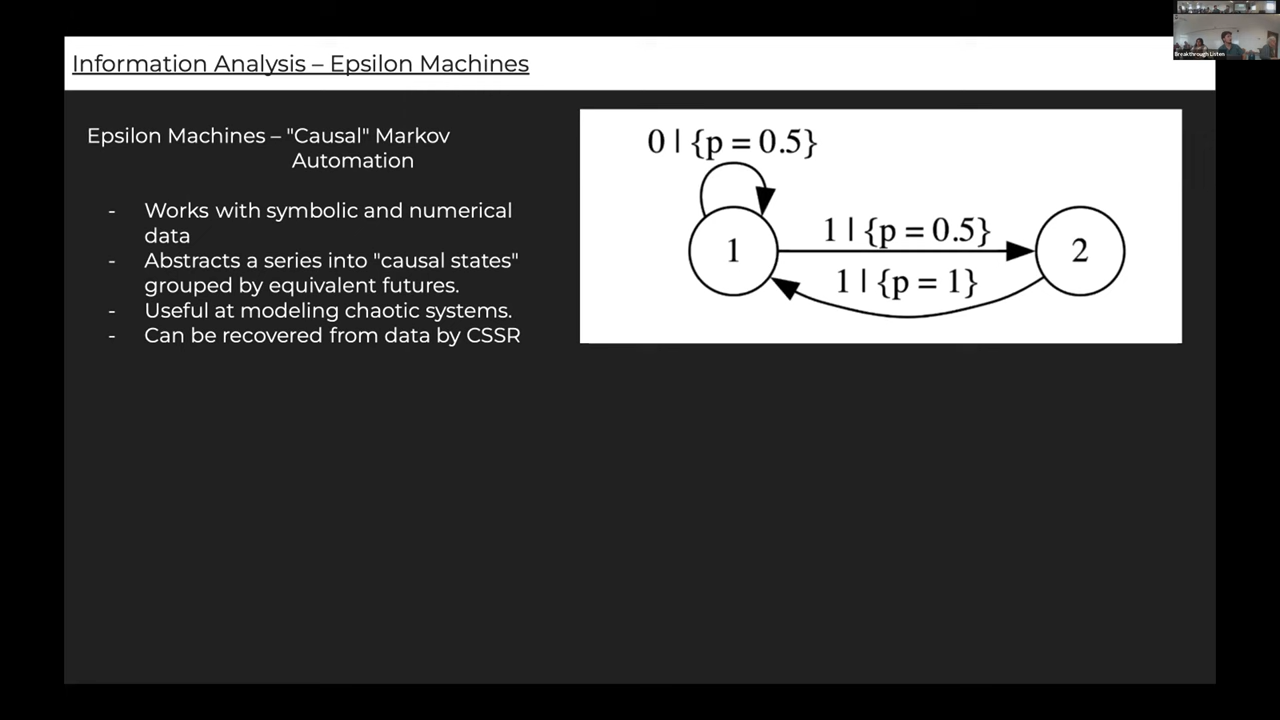 Information Analysis – Epsilon Machines
Epsilon Machines – "Causal" Markov
Automation
- Works with symbolic and numerical
data
- Abstracts a series into "causal states"
grouped by equivalent futures.
- Useful at modeling chaotic systems.
- Can be recovered from data by CSSR
0 | {p = 0.5}
1 | {p = 0.5}
1
2
1 | {p = 1}
Breakthrough Listen